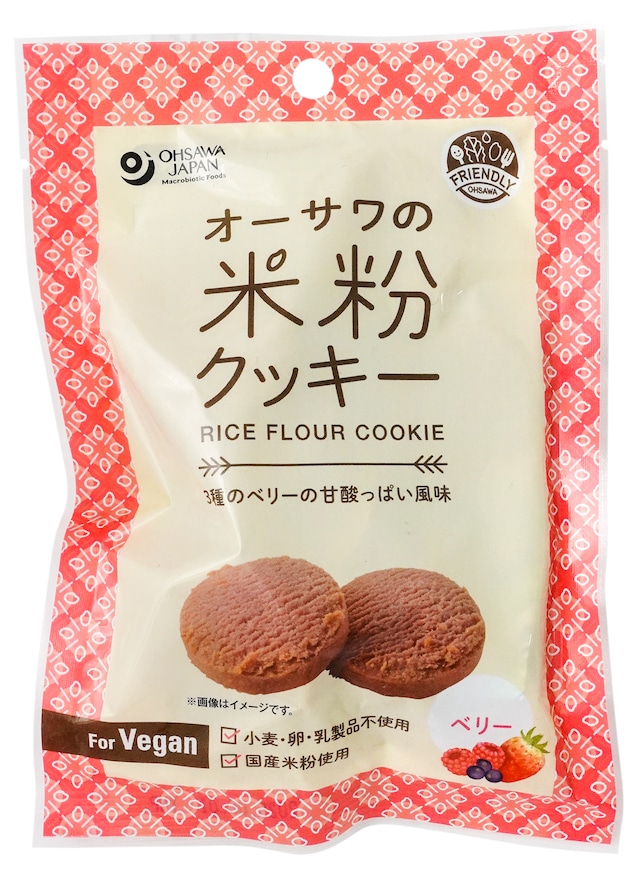 OHSAWA
JAPAN
Macrobiotic Foods
FRIENDLY
OHSAWA
オーサワの
米粉
クッキー
RICE FLOUR COOKIE
3種のベリーの甘酸っぱい風味
※画像はイメージです。
ベリー
For Vegan
小麦・卵・乳製品不使用
国産米粉使用